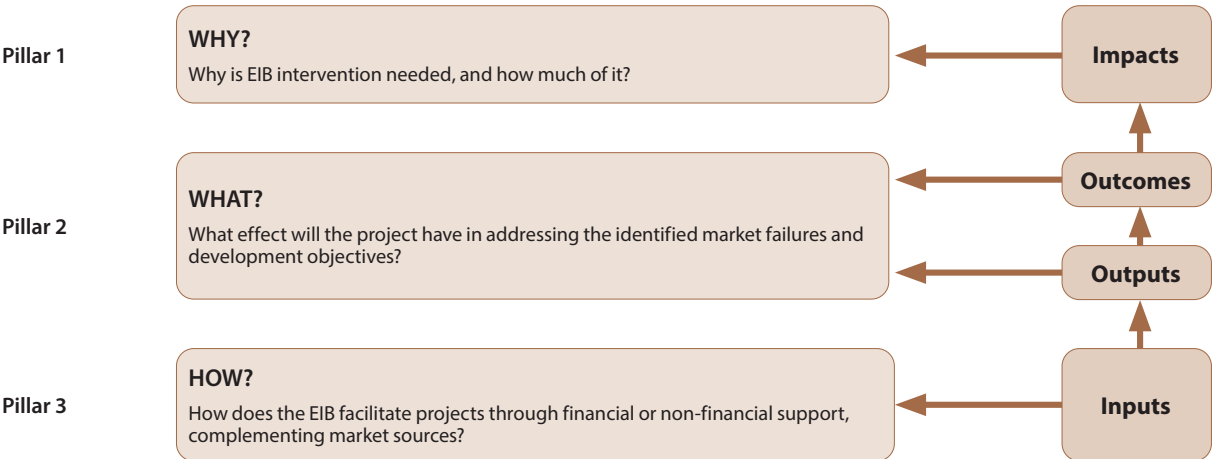 Pillar 1
WHY?
Why is EIB intervention needed, and how much of it?
Impacts
Pillar 2
WHAT?
What effect will the project have in addressing the identified market failures and
development objectives?
Outcomes
Outputs
Pillar 3
HOW?
How does the EIB facilitate projects through financial or non-financial support,
complementing market sources?
Inputs